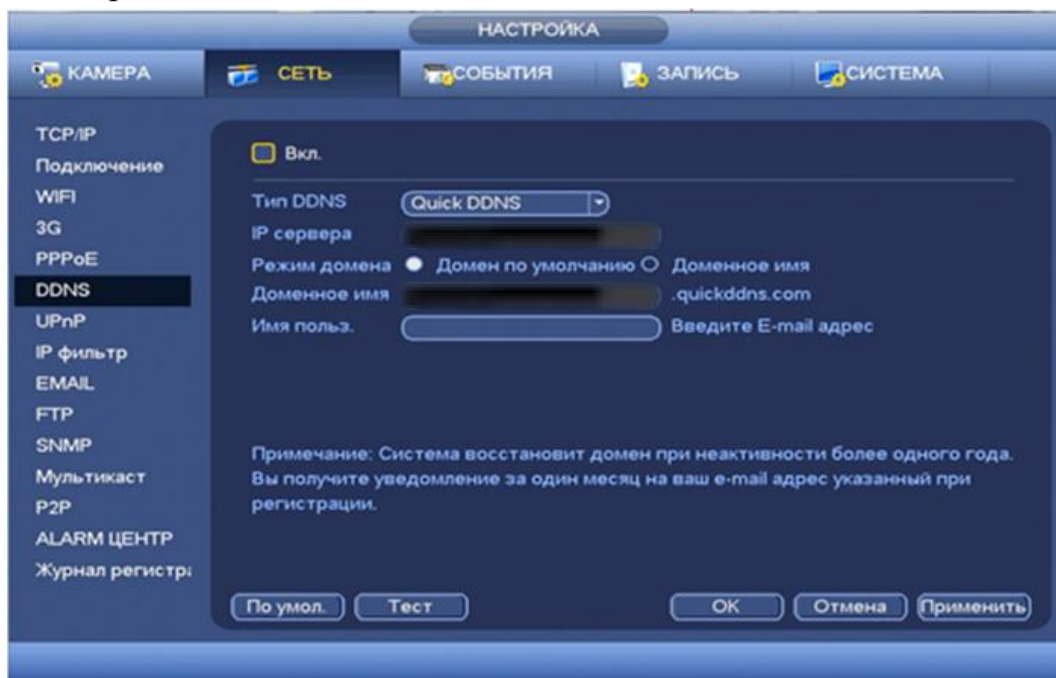 НАСТРОЙКА
КАМЕРА
СЕТЬ
СОБЫТИЯ
ЗАПИСЬ
СИСТЕМА
TCP/IP
Подключение
WIFI
3G
PPPoE
DDNS
UPnP
IP фильтр
EMAIL
FTP
SNMP
Мультикаст
P2P
ALARM ЦЕНТР
Журнал регистра
Вкл.
Тип DDNS Quick DDNS
IP сервера
Режим домена Домен по умолчанию Доменное имя
Доменное имя .quickddns.com
Имя польз. Введите E-mail адрес
Примечание: Система восстановит домен при неактивности более одного года.
Вы получите уведомление за один месяц на ваш e-mail адрес указанный при
регистрации.
По умол. Тест OK Отмена Применить